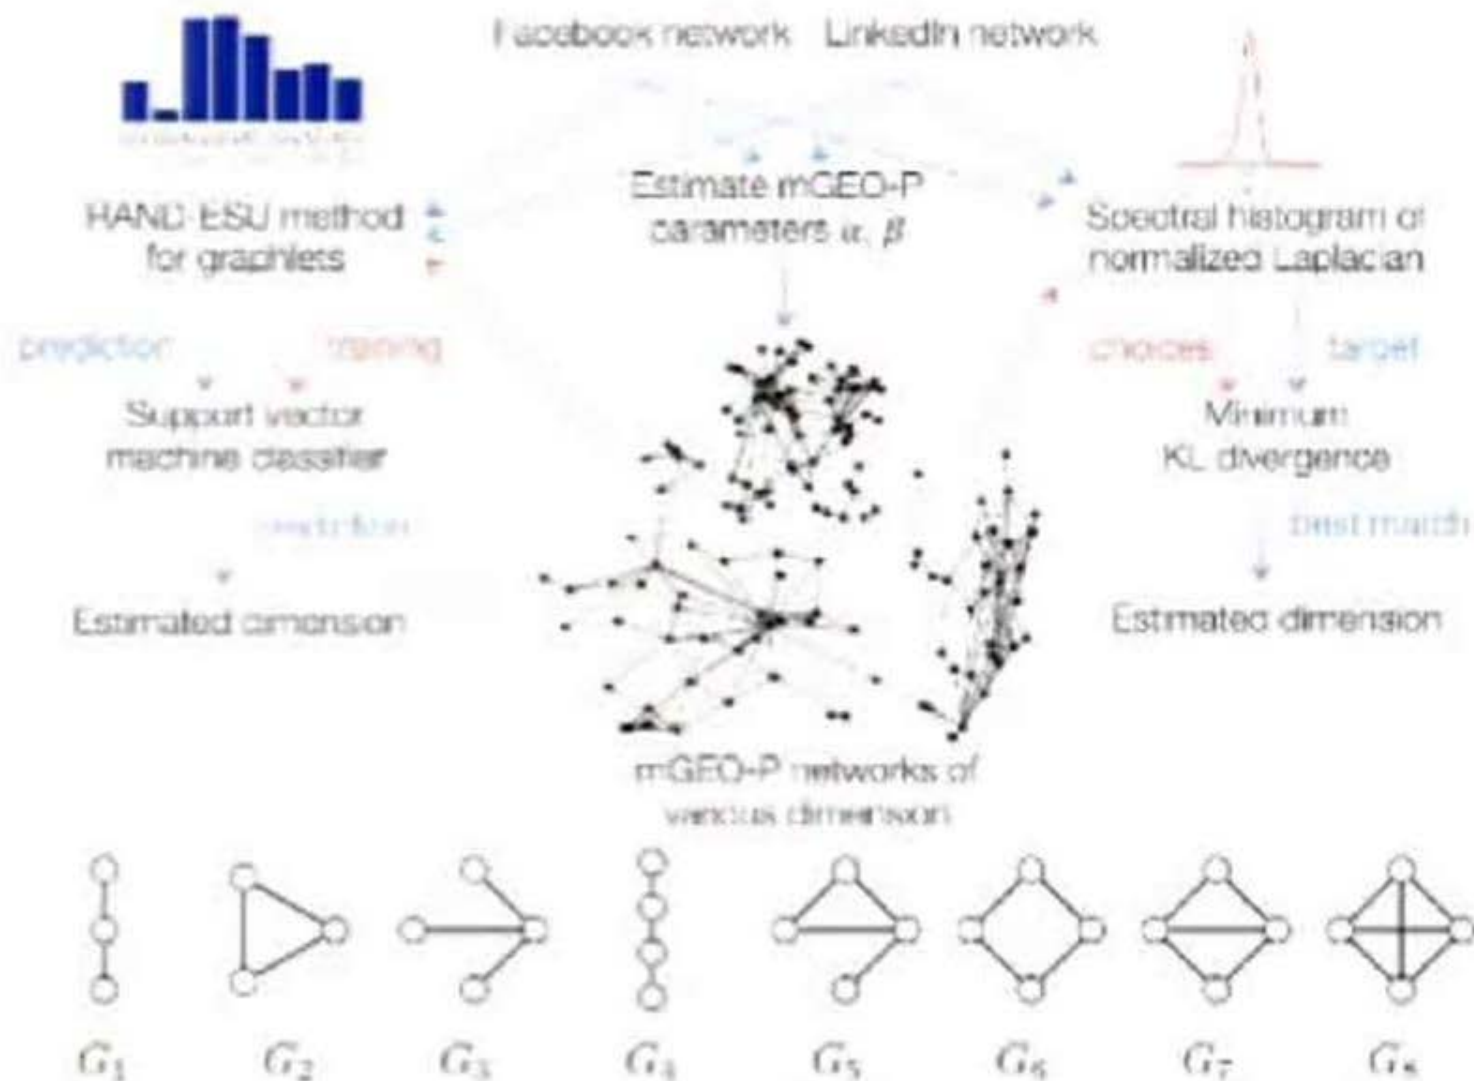 Facebook network LinkedIn network
RAND-ESU method
for graphlets
Estimate mGEO-P
parameters α, β
Spectral histogram of
normalized Laplacian
prediction training
choices target
Support vector
machine classifier
Minimum
KL divergence
best match
Estimated dimension
Estimated dimension
mGEO-P networks of
various dimension
G₁ G₂ G₃ G₄ G₅ G₆ G₇ G₈